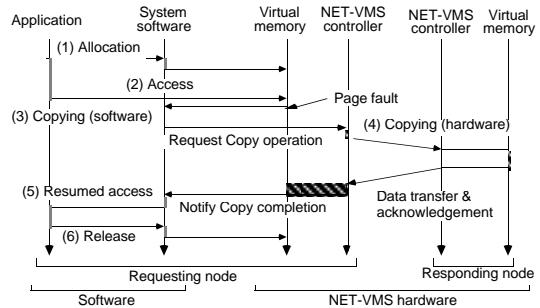 Application
System
software
Virtual
memory
NET-VMS
controller
NET-VMS
controller
Virtual
memory
(1) Allocation
(2) Access
Page fault
(3) Copying (software)
(4) Copying (hardware)
Request Copy operation
(5) Resumed access
Notify Copy completion
Data transfer &
acknowledgement
(6) Release
Requesting node
Responding node
Software
NET-VMS hardware